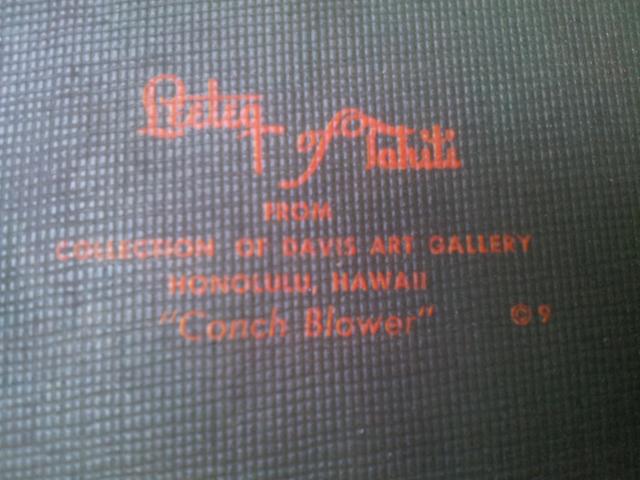 Leeteg of Tahiti
FROM
COLLECTION OF DAVIS ART GALLERY
HONOLULU, HAWAII
"Conch Blower" © 9